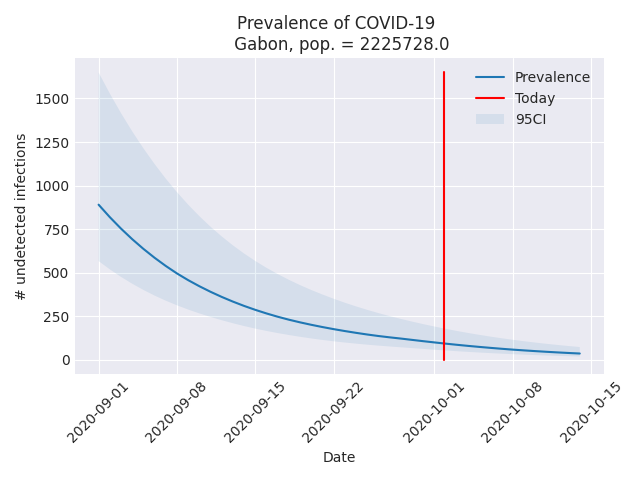 Prevalence of COVID-19
Gabon, pop. = 2225728.0
Prevalence
Today
95CI
# undetected infections
1500
1250
1000
750
500
250
0
2020-09-01
2020-09-08
2020-09-15
2020-09-22
2020-10-01
2020-10-08
2020-10-15
Date